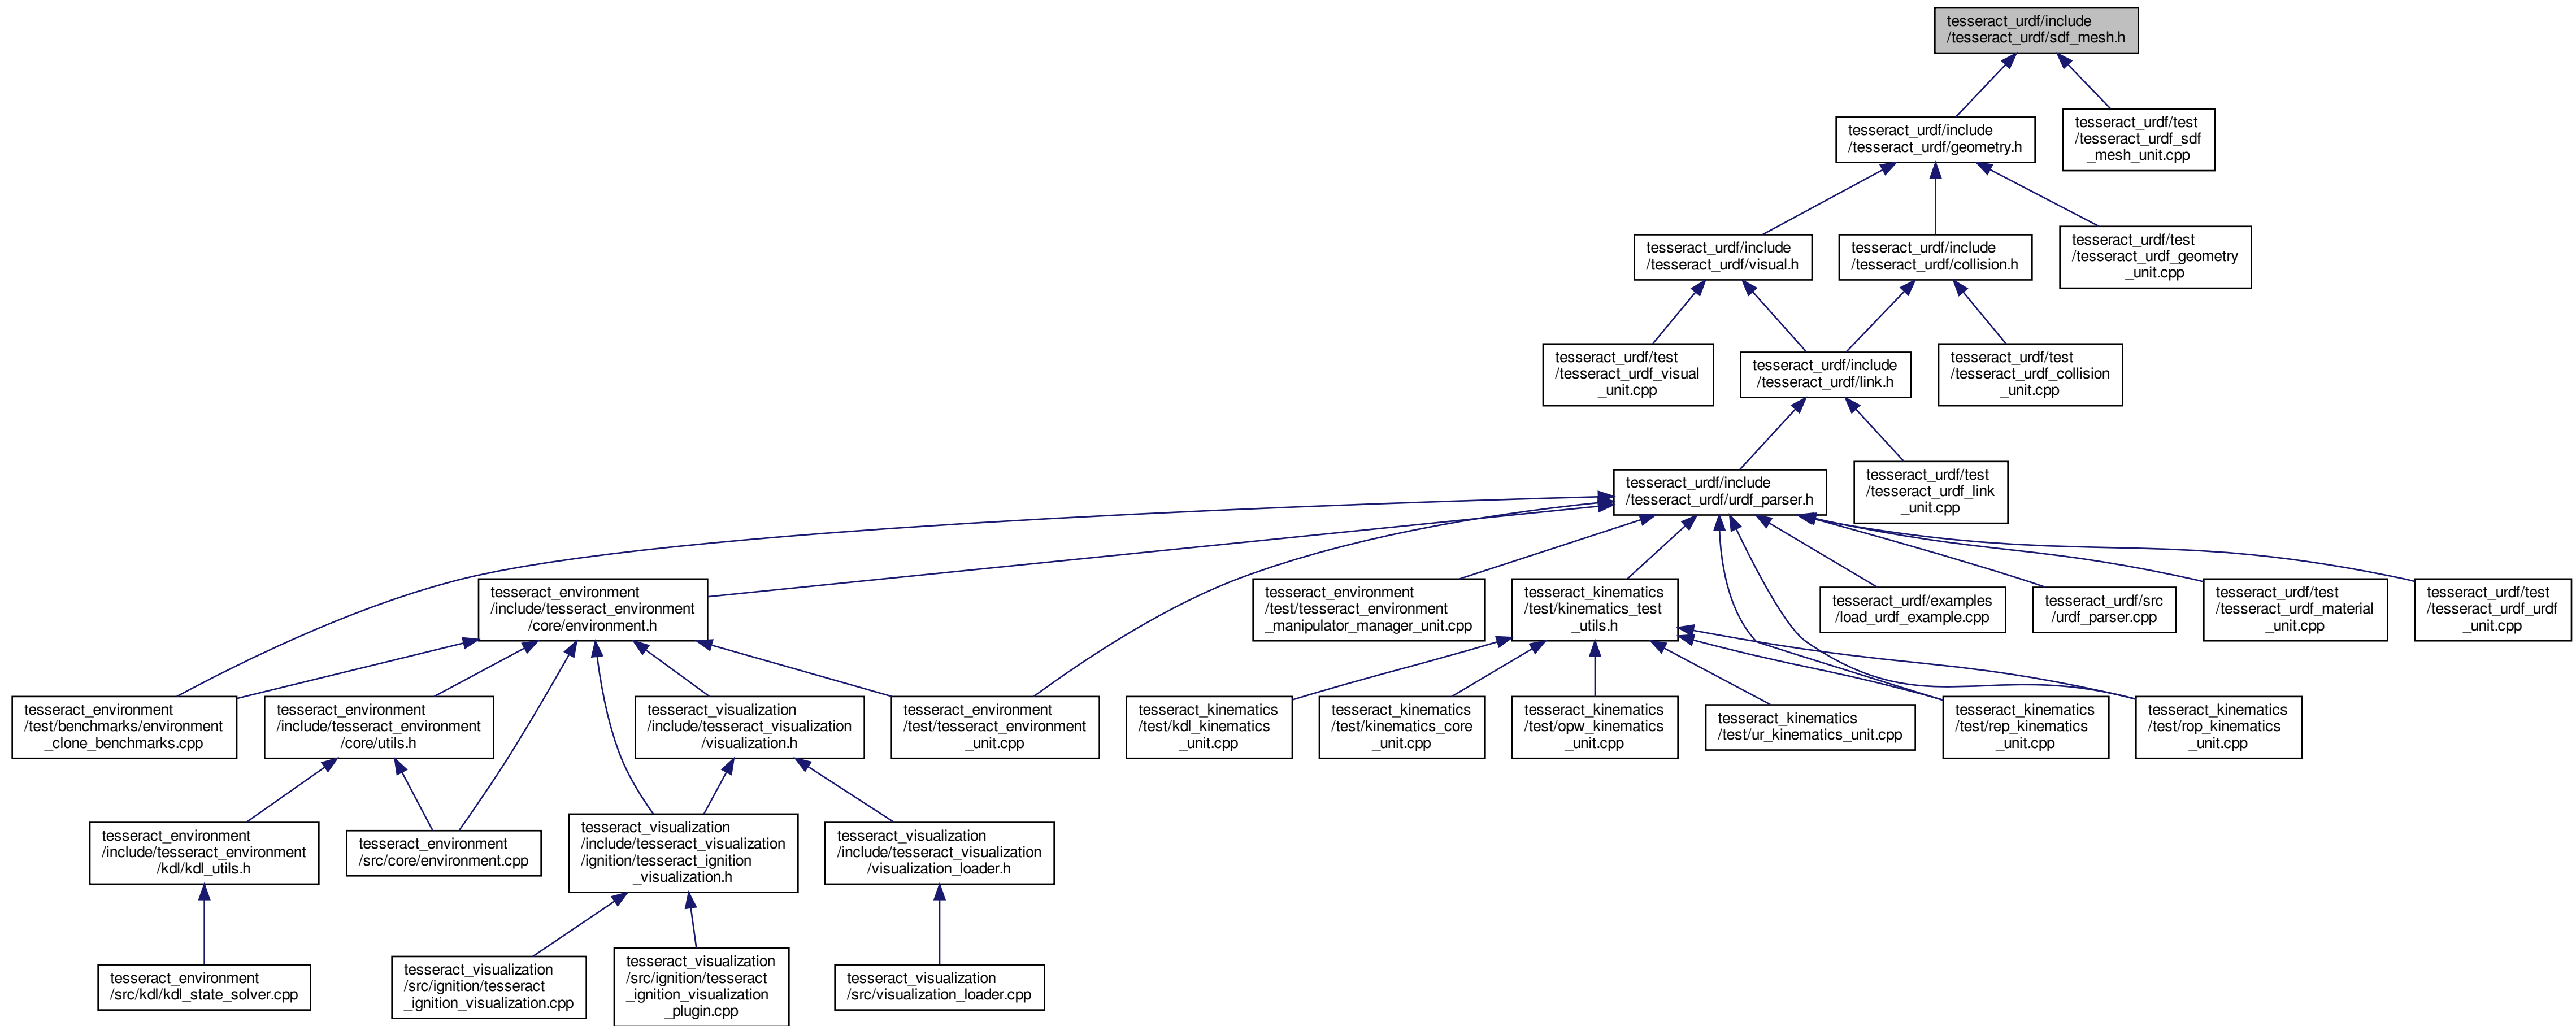 tesseract_urdf/include
/tesseract_urdf/sdf_mesh.h
tesseract_urdf/include
/tesseract_urdf/geometry.h
tesseract_urdf/test
/tesseract_urdf_sdf
_mesh_unit.cpp
tesseract_urdf/include
/tesseract_urdf/visual.h
tesseract_urdf/include
/tesseract_urdf/collision.h
tesseract_urdf/test
/tesseract_urdf_geometry
_unit.cpp
tesseract_urdf/test
/tesseract_urdf_visual
_unit.cpp
tesseract_urdf/include
/tesseract_urdf/link.h
tesseract_urdf/test
/tesseract_urdf_collision
_unit.cpp
tesseract_urdf/include
/tesseract_urdf/urdf_parser.h
tesseract_urdf/test
/tesseract_urdf_link
_unit.cpp
tesseract_environment
/include/tesseract_environment
/core/environment.h
tesseract_environment
/test/tesseract_environment
_manipulator_manager_unit.cpp
tesseract_kinematics
/test/kinematics_test
_utils.h
tesseract_urdf/examples
/load_urdf_example.cpp
tesseract_urdf/src
/urdf_parser.cpp
tesseract_urdf/test
/tesseract_urdf_material
_unit.cpp
tesseract_urdf/test
/tesseract_urdf_urdf
_unit.cpp
tesseract_environment
/test/benchmarks/environment
_clone_benchmarks.cpp
tesseract_environment
/include/tesseract_environment
/core/utils.h
tesseract_visualization
/include/tesseract_visualization
/visualization.h
tesseract_environment
/test/tesseract_environment
_unit.cpp
tesseract_kinematics
/test/kdl_kinematics
_unit.cpp
tesseract_kinematics
/test/kinematics_core
_unit.cpp
tesseract_kinematics
/test/opw_kinematics
_unit.cpp
tesseract_kinematics
/test/ur_kinematics_unit.cpp
tesseract_kinematics
/test/rep_kinematics
_unit.cpp
tesseract_kinematics
/test/rop_kinematics
_unit.cpp
tesseract_environment
/include/tesseract_environment
/kdl/kdl_utils.h
tesseract_environment
/src/core/environment.cpp
tesseract_visualization
/include/tesseract_visualization
/ignition/tesseract_ignition
_visualization.h
tesseract_visualization
/include/tesseract_visualization
/visualization_loader.h
tesseract_environment
/src/kdl/kdl_state_solver.cpp
tesseract_visualization
/src/ignition/tesseract
_ignition_visualization.cpp
tesseract_visualization
/src/ignition/tesseract
_ignition_visualization
_plugin.cpp
tesseract_visualization
/src/visualization_loader.cpp